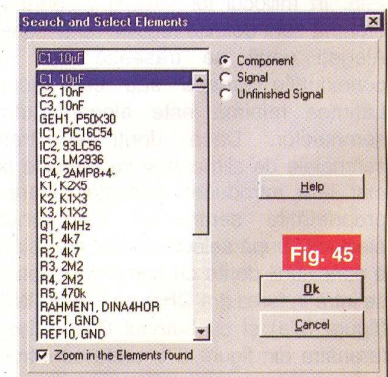 Search and Select Elements
C1, 10µF
C1, 10µF
C2, 10nF
C3, 10nF
GEH1, P50X30
IC1, PIC16C54
IC2, 93LC56
IC3, LM2936
IC4, 2AMP8+4-
K1, K2X5
K2, K1X3
K3, K1X2
Q1, 4MHz
R1, 4k7
R2, 4k7
R3, 2M2
R4, 2M2
R5, 470k
RAHMEN1, DINA4HOR
REF1, GND
REF10, GND
Zoom in the Elements found
Component
Signal
Unfinished Signal
Help
Fig. 45
Ok
Cancel